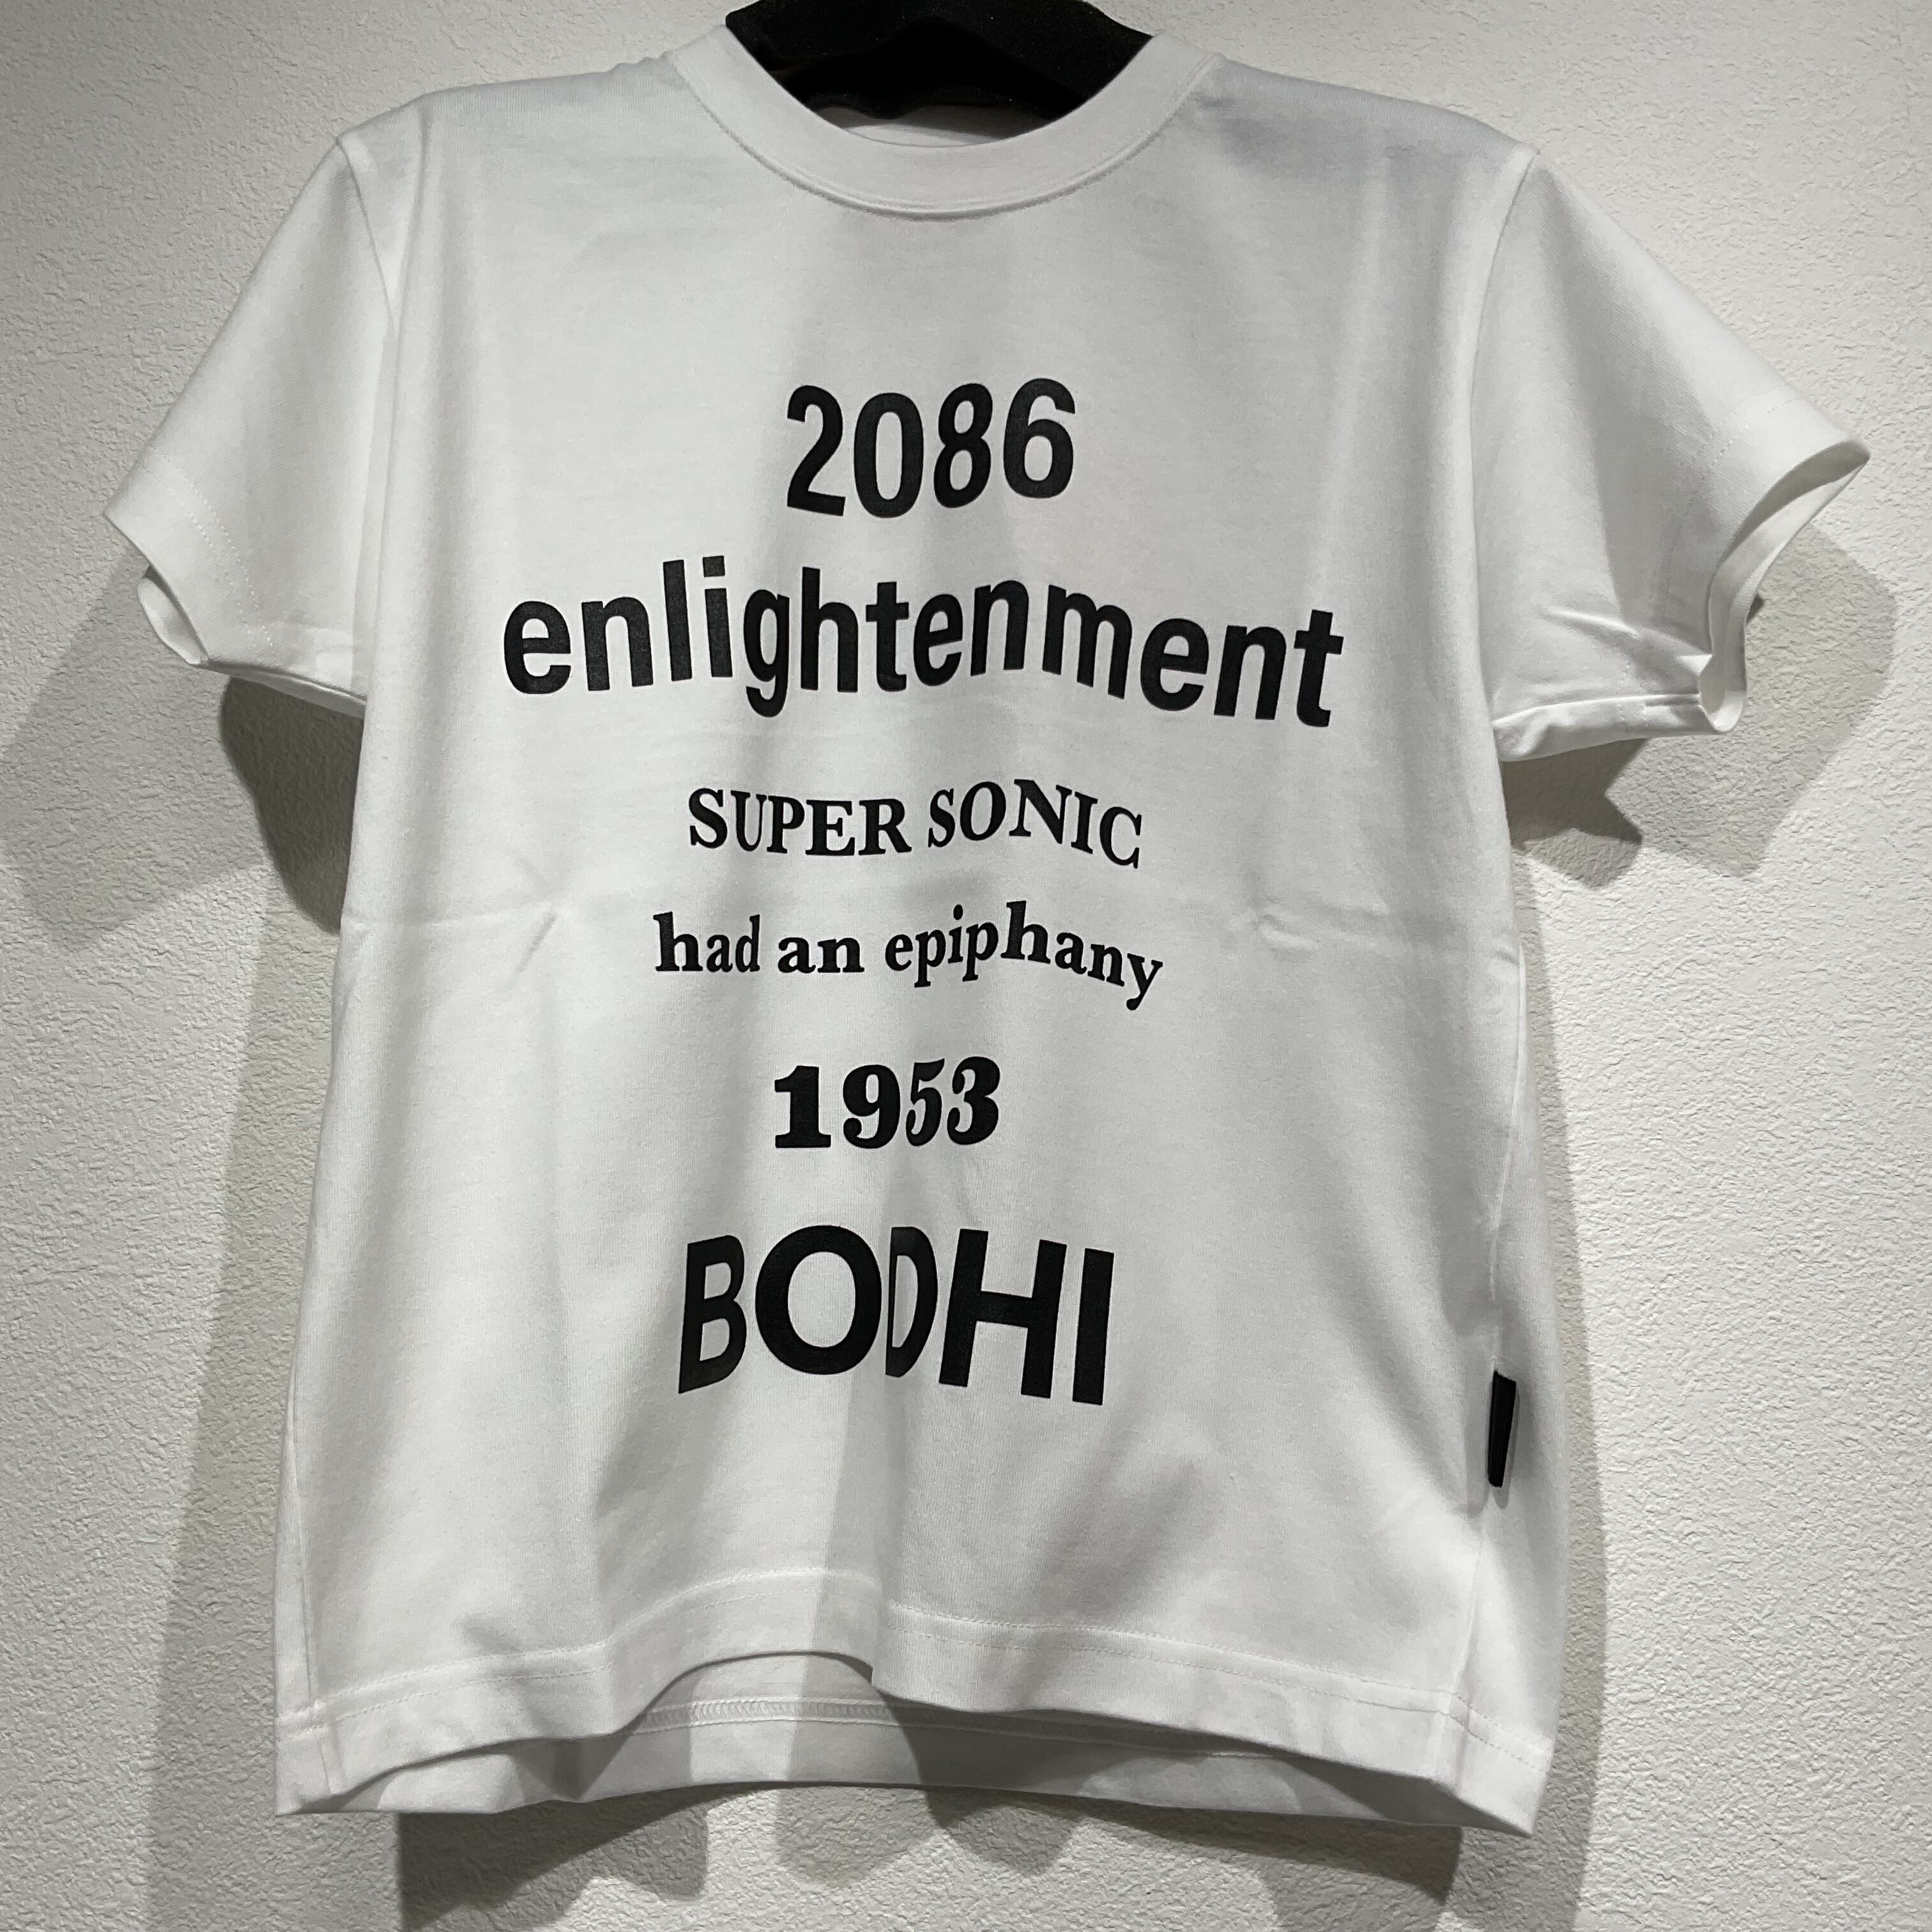 2086
enlightenment
SUPER SONIC
had an epiphany
1953
BODHI